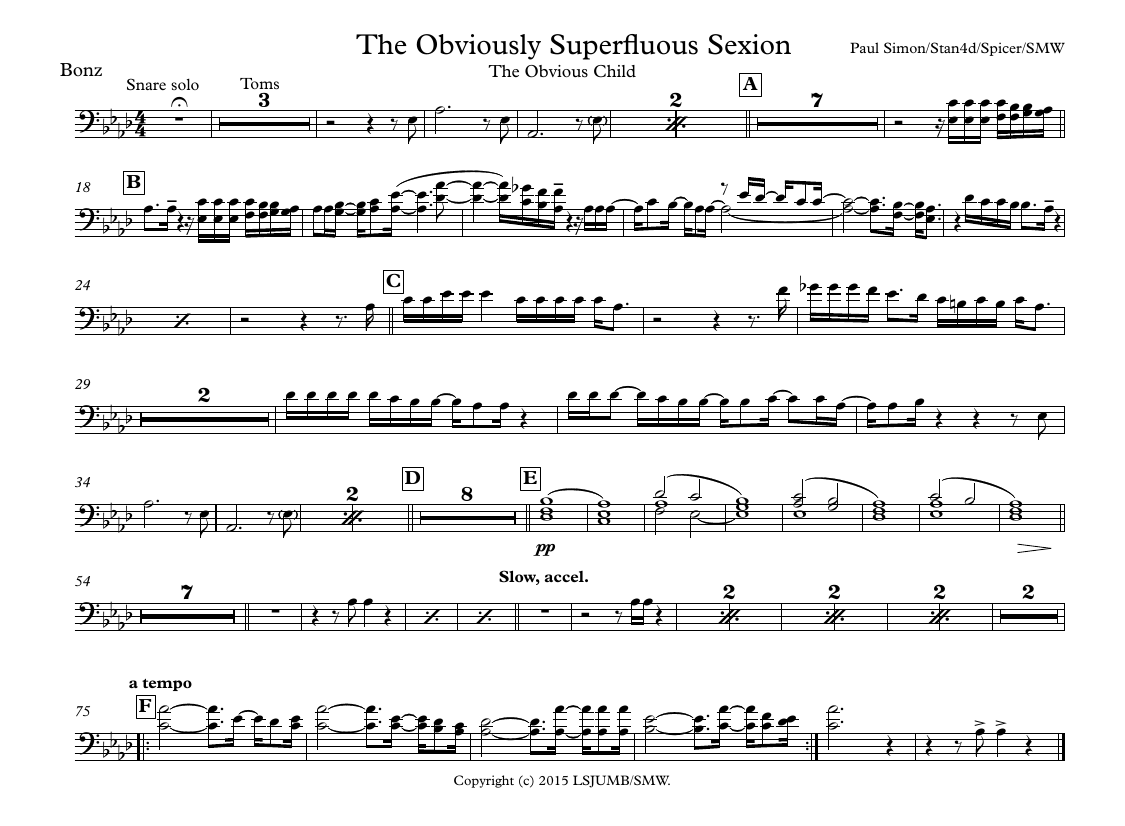 The Obviously Superfluous Sexion
Paul Simon/Stan4d/Spicer/SMW
Bonz
The Obvious Child
Snare solo
Toms
3
2
A
7
18
B
24
C
29
2
34
2
D
8
E
pp
54
7
Slow, accel.
2
2
2
2
a tempo
75
F
Copyright (c) 2015 LSJUMB/SMW.